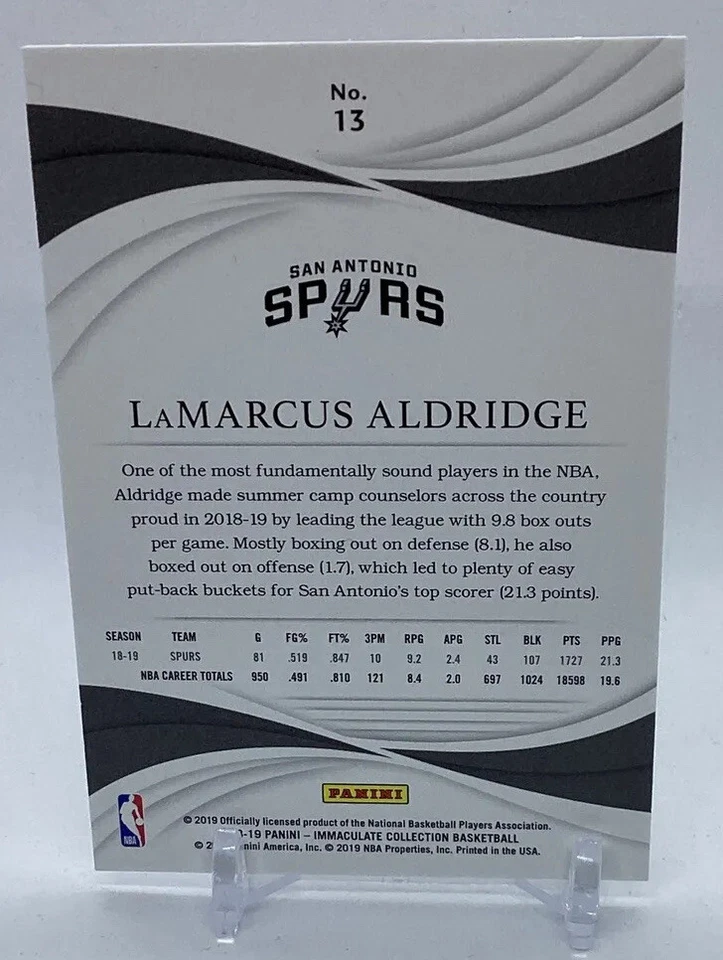 No.
13
SAN ANTONIO
SPURS
LaMARCUS ALDRIDGE
One of the most fundamentally sound players in the NBA,
Aldridge made summer camp counselors across the country
proud in 2018-19 by leading the league with 9.8 box outs
per game. Mostly boxing out on defense (8.1), he also
boxed out on offense (1.7), which led to plenty of easy
put-back buckets for San Antonio's top scorer (21.3 points).
SEASON TEAM G FG% FT% 3PM RPG APG STL BLK PTS PPG
18-19 SPURS 81 .519 .847 10 9.2 2.4 43 107 1727 21.3
NBA CAREER TOTALS 950 .491 .810 121 8.4 2.0 697 1024 18598 19.6
PANINI
NBA
© 2019 Officially licensed product of the National Basketball Players Association.
-19 PANINI – IMMACULATE COLLECTION BASKETBALL
America, Inc. © 2019 NBA Properties, Inc. Printed in the USA.